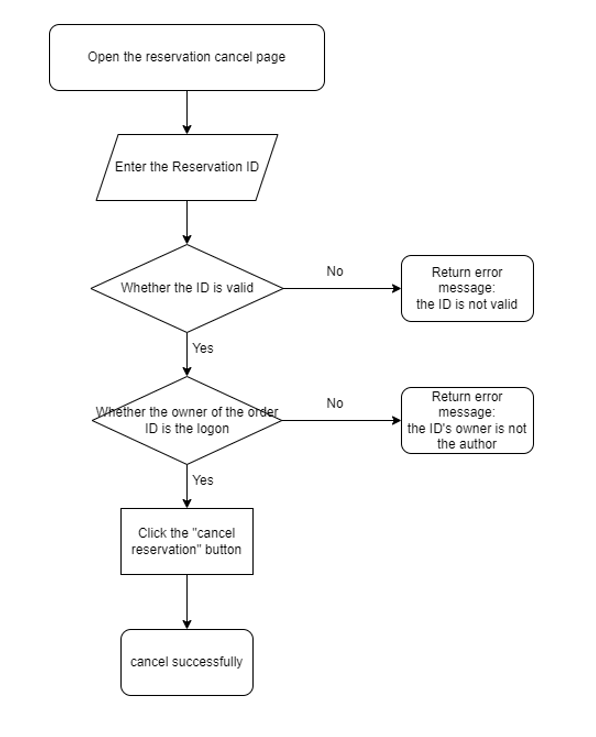 Open the reservation cancel page
Enter the Reservation ID
Whether the ID is valid
No
Return error
message:
the ID is not valid
Yes
Whether the owner of the order
ID is the logon
No
Return error
message:
the ID's owner is not
the author
Yes
Click the "cancel
reservation" button
cancel successfully